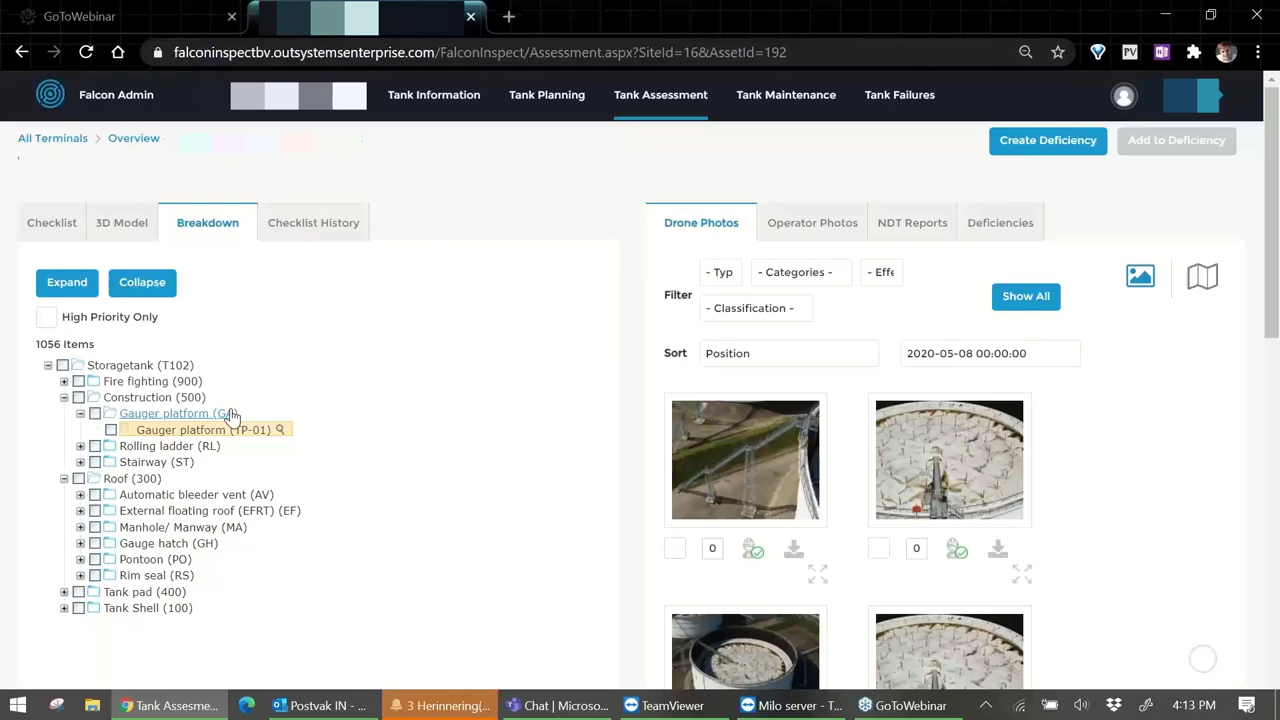 GoToWebinar
falconinspectbv.outsystemsenterprise.com/FalconInspect/Assessment.aspx?SiteId=16&AssetId=192
Falcon Admin
Tank Information
Tank Planning
Tank Assessment
Tank Maintenance
Tank Failures
All Terminals > Overview
Create Deficiency
Add to Deficiency
Checklist
3D Model
Breakdown
Checklist History
Drone Photos
Operator Photos
NDT Reports
Deficiencies
Expand
Collapse
High Priority Only
1056 Items
Storagetank (T102)
Fire fighting (900)
Construction (500)
Gauger platform
Gauger platform (TP-01)
Rolling ladder (RL)
Stairway (ST)
Roof (300)
Automatic bleeder vent (AV)
External floating roof (EFRT) (EF)
Manhole/ Manway (MA)
Gauge hatch (GH)
Pontoon (PO)
Rim seal (RS)
Tank pad (400)
Tank Shell (100)
Filter
- Typ
- Categories -
- Effe
- Classification -
Show All
Sort
Position
2020-05-08 00:00:00
0
0
PV
Tank Assesme...
Postvak IN - ...
3 Herinnering(...
Chat | Microso...
TeamViewer
Milo server - T...
GoToWebinar
4:13 PM